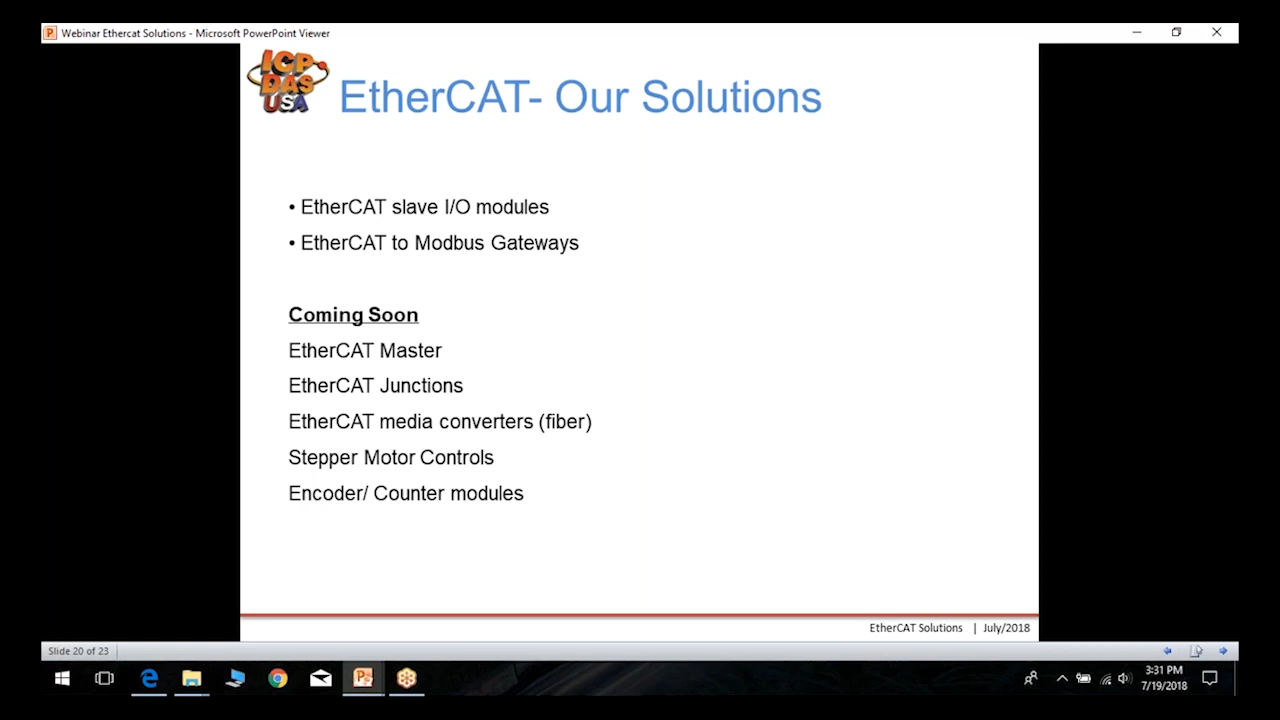 Webinar Ethercat Solutions - Microsoft PowerPoint Viewer
ICP
DAS
USA
EtherCAT- Our Solutions
• EtherCAT slave I/O modules
• EtherCAT to Modbus Gateways
Coming Soon
EtherCAT Master
EtherCAT Junctions
EtherCAT media converters (fiber)
Stepper Motor Controls
Encoder/ Counter modules
EtherCAT Solutions | July/2018
Slide 20 of 23
3:31 PM
7/19/2018